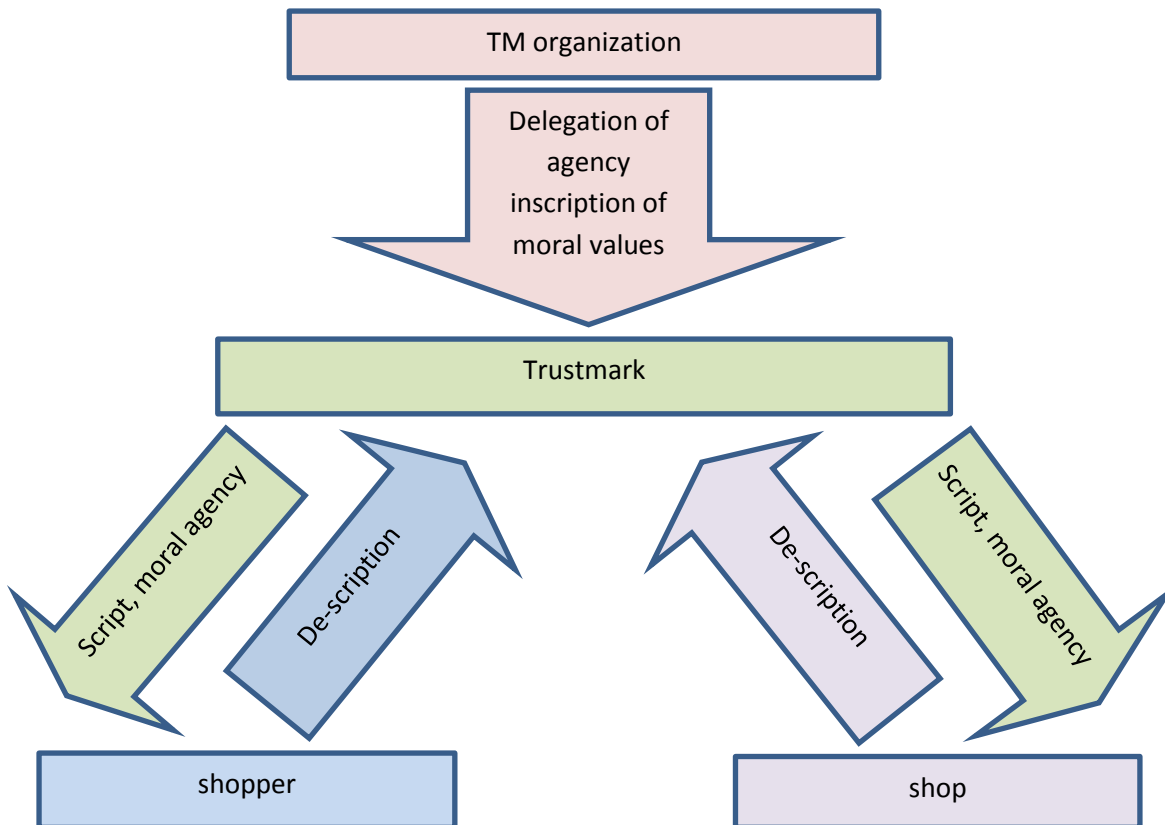 TM organization
Delegation of
agency
inscription of
moral values
Trustmark
Script, moral agency
De-scription
De-scription
Script, moral agency
shopper
shop